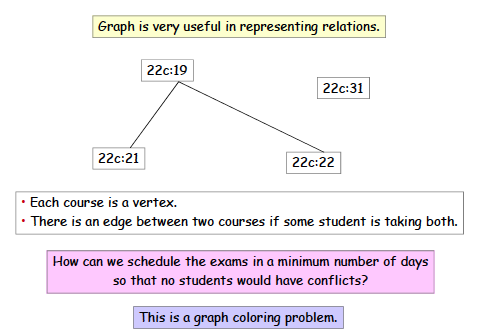 Graph is very useful in representing relations.
22c:19
22c:31
22c:21
22c:22
• Each course is a vertex.
• There is an edge between two courses if some student is taking both.
How can we schedule the exams in a minimum number of days
so that no students would have conflicts?
This is a graph coloring problem.